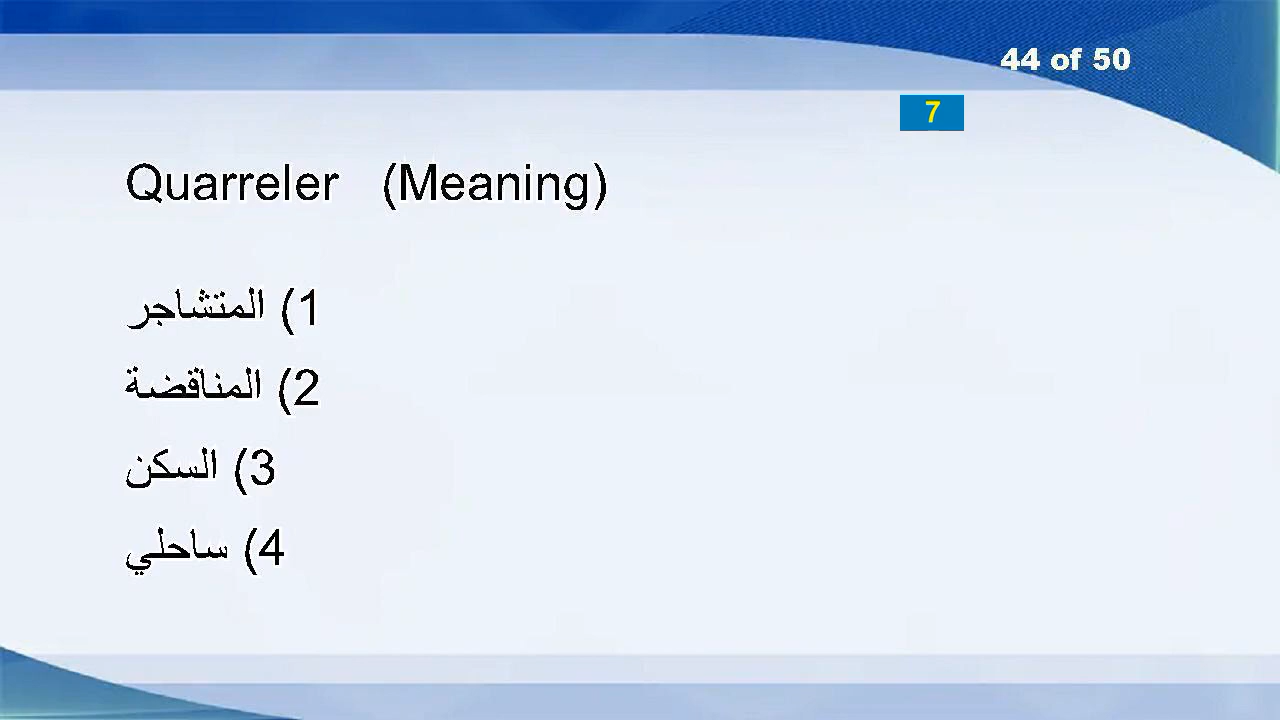 44 of 50
7
Quarreler (Meaning)
1) المتشاجر
2) المناقضة
3) السكن
4) ساحلي